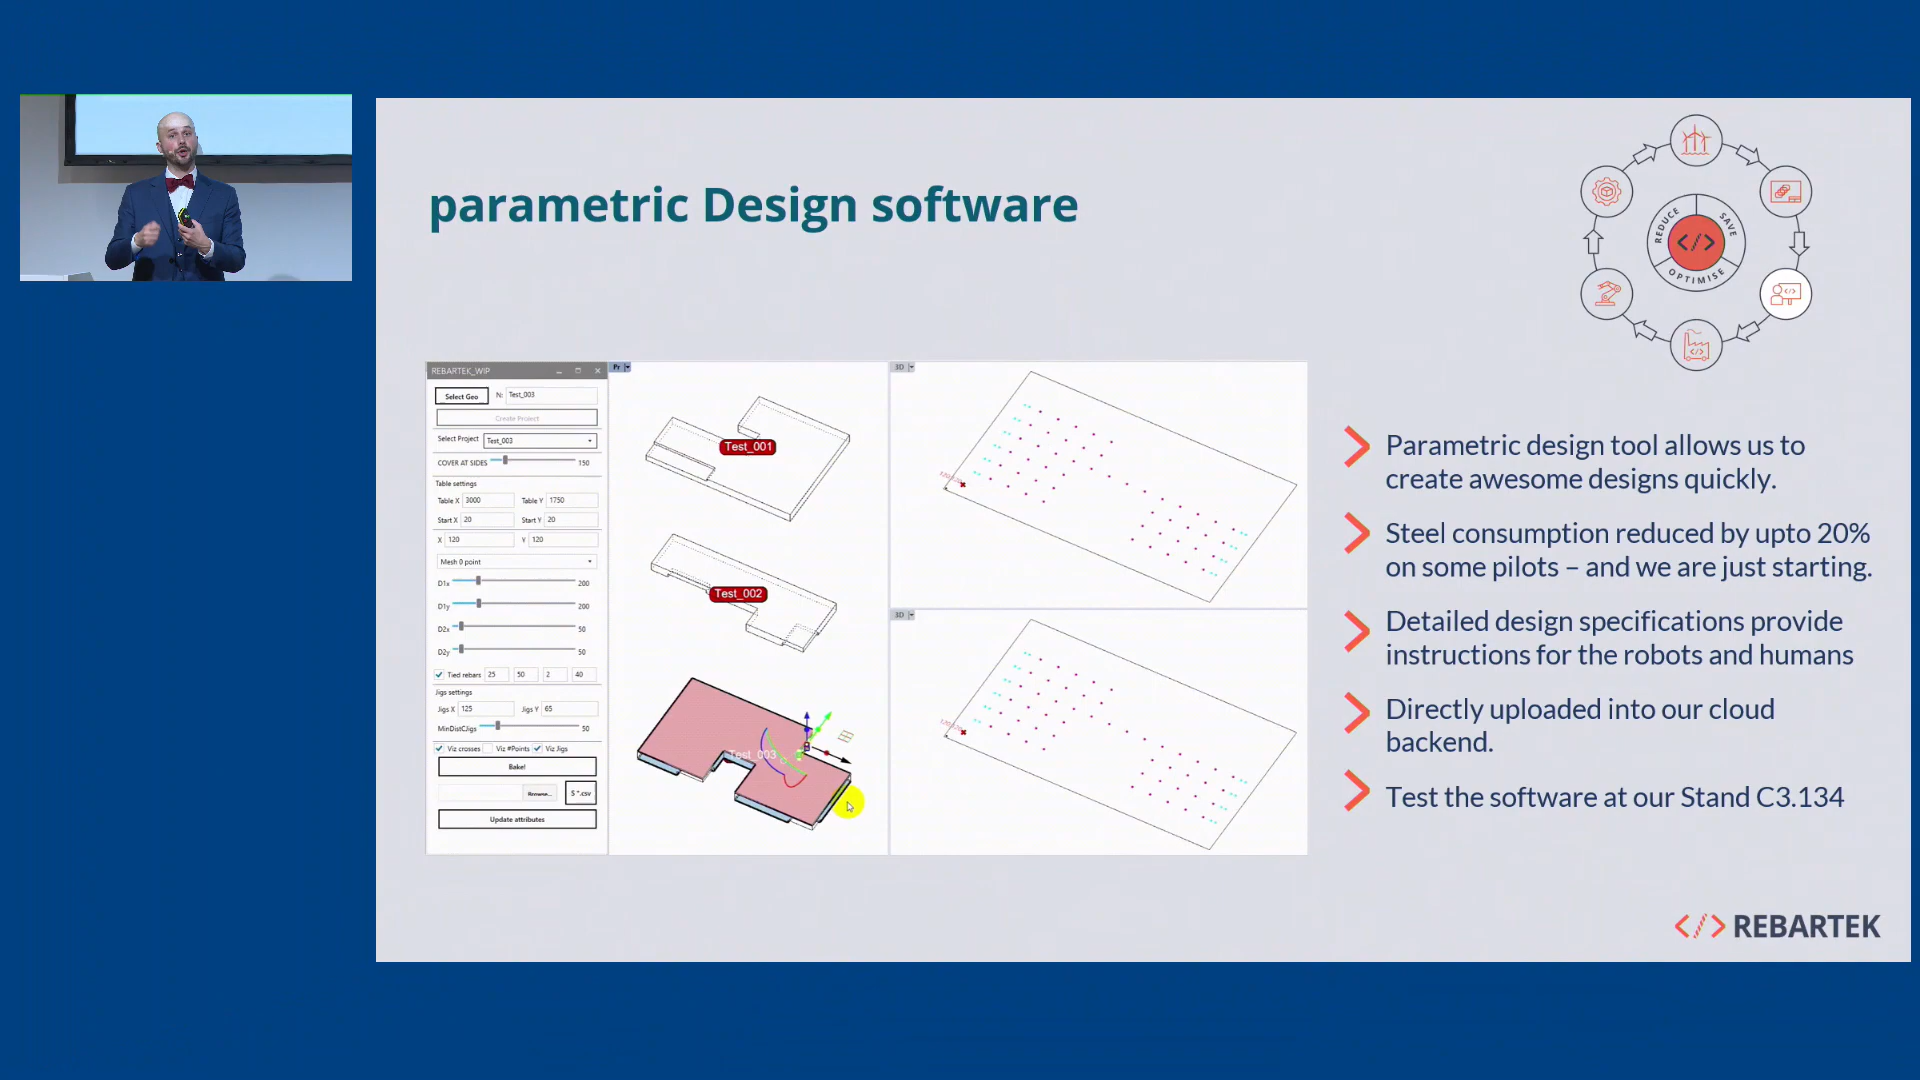 parametric Design software
REDUCE
SAVE
OPTIMISE
</>
REBARTEK_WIP
Select Geo N: Test_003
Create Project
Select Project Test_003
COVER AT SIDES 150
Table settings
Table X 3000 Table Y 1750
Start X 20 Start Y 20
X 120 Y 120
Mesh 0 point
D1x 200
D1y 200
D2x 50
D2y 50
Tied rebars 25 50 2 40
Jigs settings
Jigs X 125 Jigs Y 65
MinDistCJigs 50
Viz crosses Viz #Points Viz Jigs
Bake!
Browse... S *.csv
Update attributes
Pr
Test_001
Test_002
Test_003
3D
3D
Parametric design tool allows us to
create awesome designs quickly.
Steel consumption reduced by upto 20%
on some pilots – and we are just starting.
Detailed design specifications provide
instructions for the robots and humans
Directly uploaded into our cloud
backend.
Test the software at our Stand C3.134
</> REBARTEK